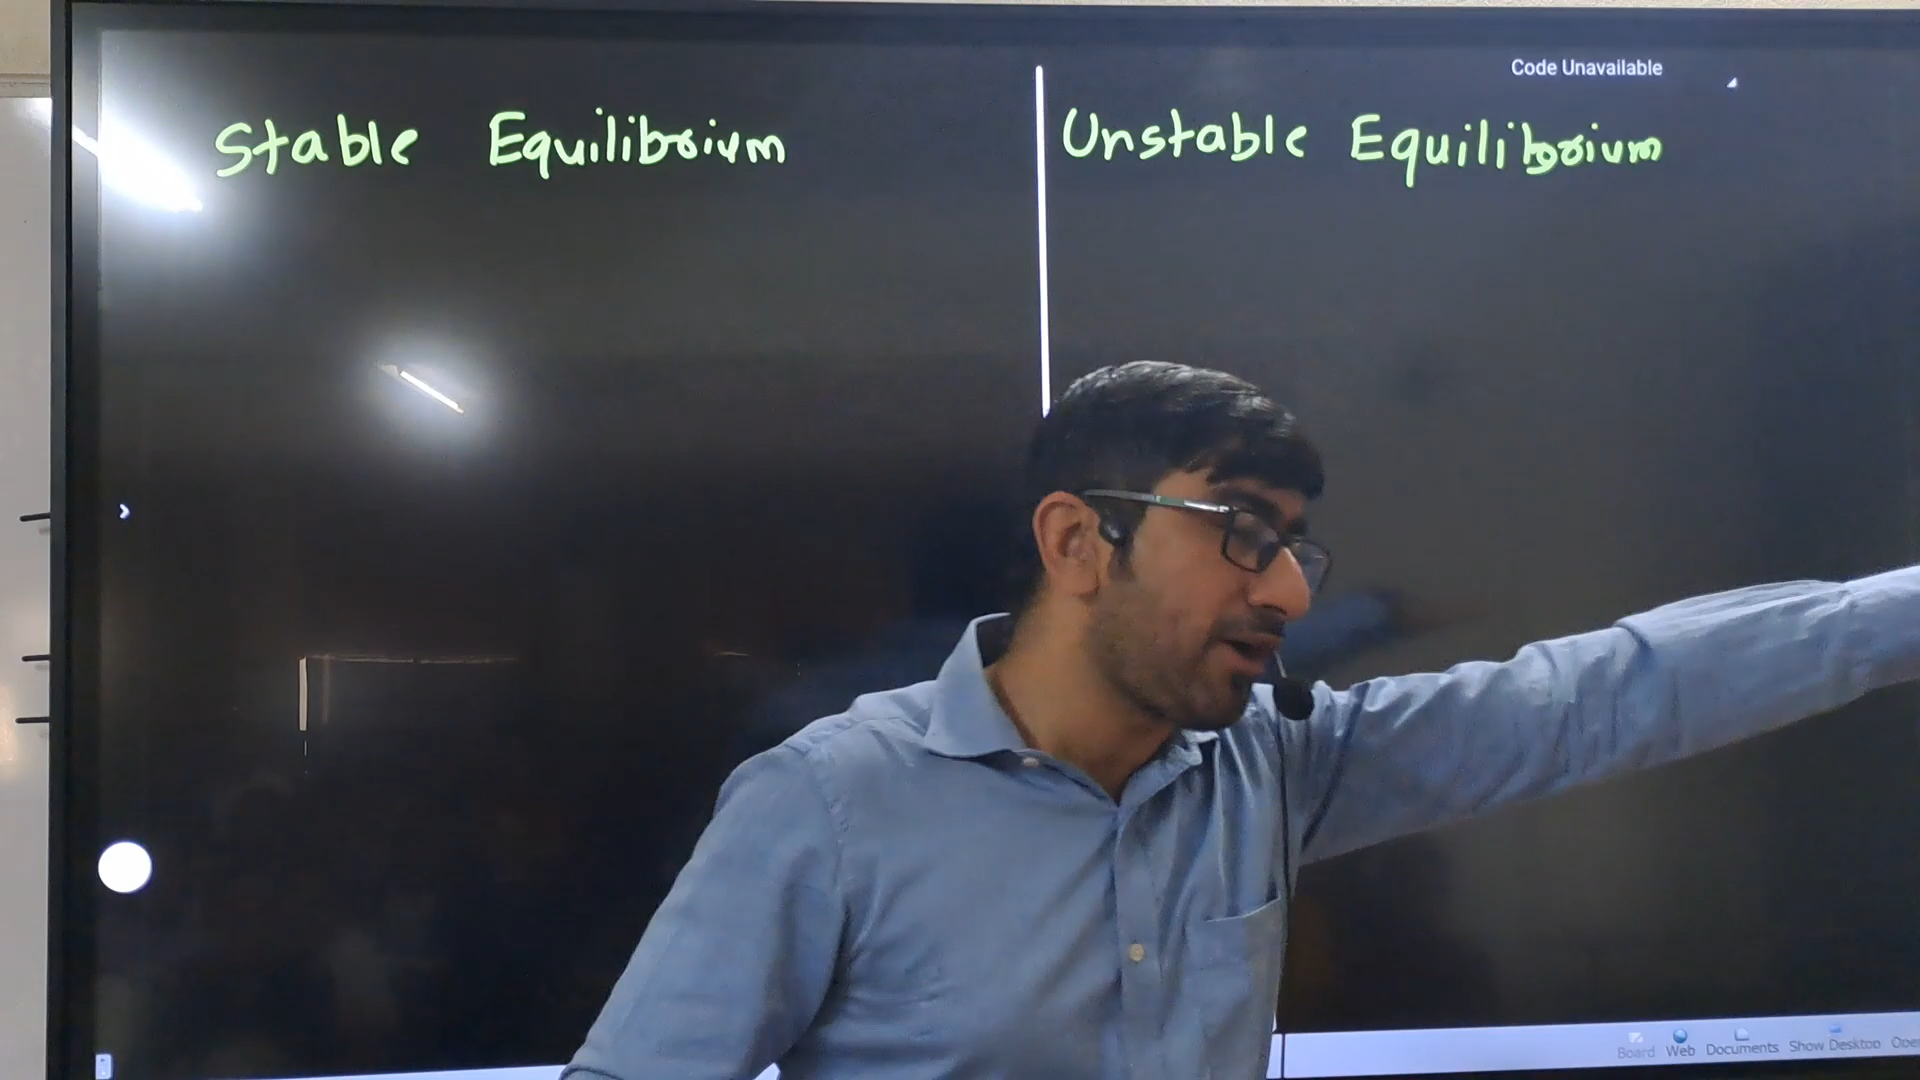 Code Unavailable
Stable Equilibrium
Unstable Equilibrium
Board Web Documents Show Desktop